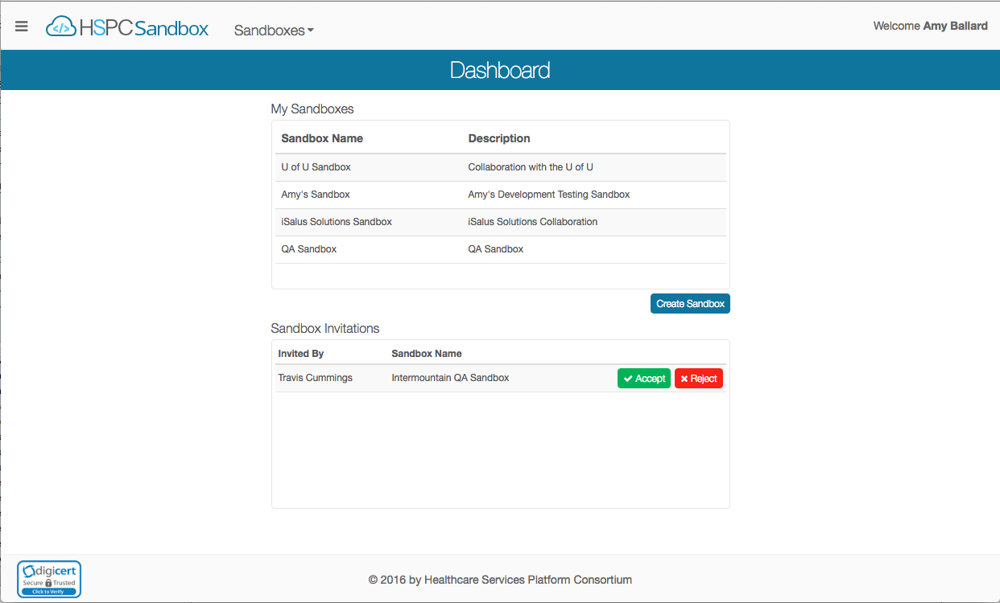 HSPCSandbox Sandboxes Welcome Amy Ballard
Dashboard
My Sandboxes
Sandbox Name Description
U of U Sandbox Collaboration with the U of U
Amy's Sandbox Amy's Development Testing Sandbox
iSalus Solutions Sandbox iSalus Solutions Collaboration
QA Sandbox QA Sandbox
Create Sandbox
Sandbox Invitations
Invited By Sandbox Name
Travis Cummings Intermountain QA Sandbox Accept Reject
digicert
Secure Trusted
Click to Verify
© 2016 by Healthcare Services Platform Consortium